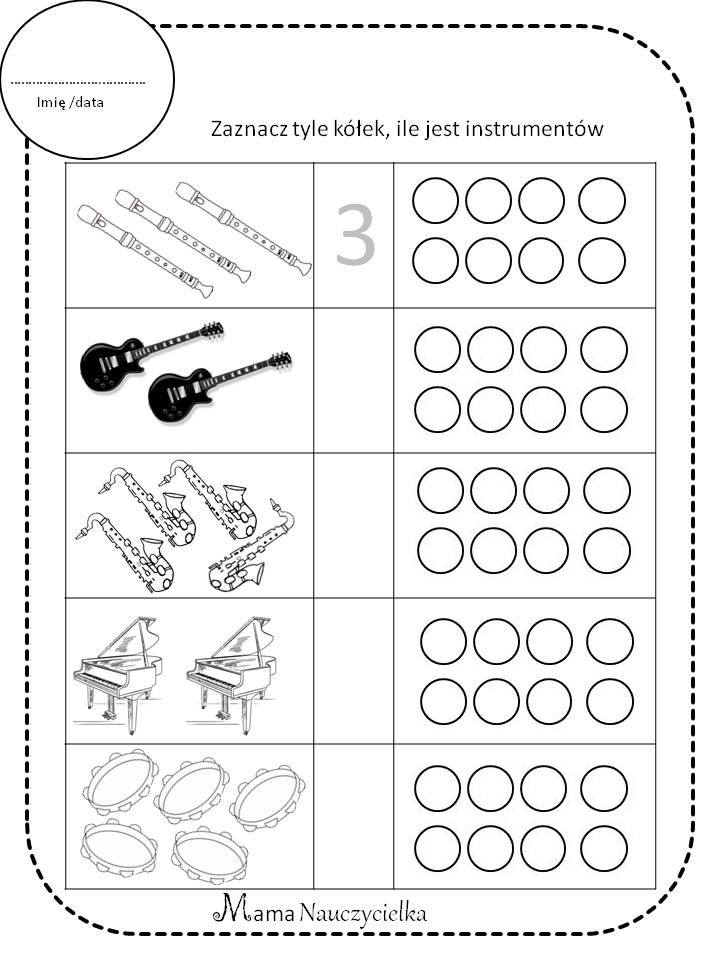 ........................................
Imię /data
Zaznacz tyle kółek, ile jest instrumentów
3
Mama Nauczycielka